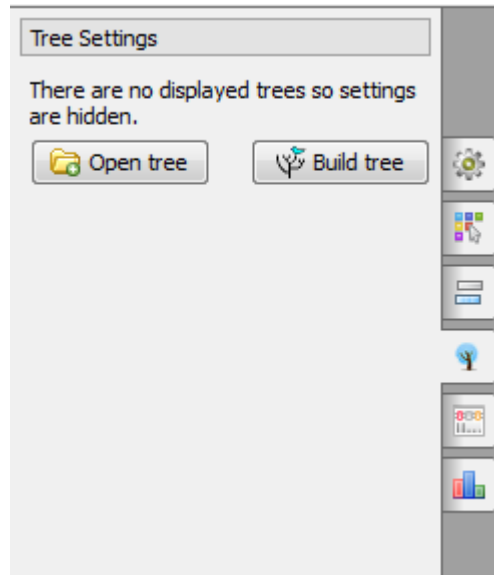 Tree Settings
There are no displayed trees so settings
are hidden.
Open tree
Build tree